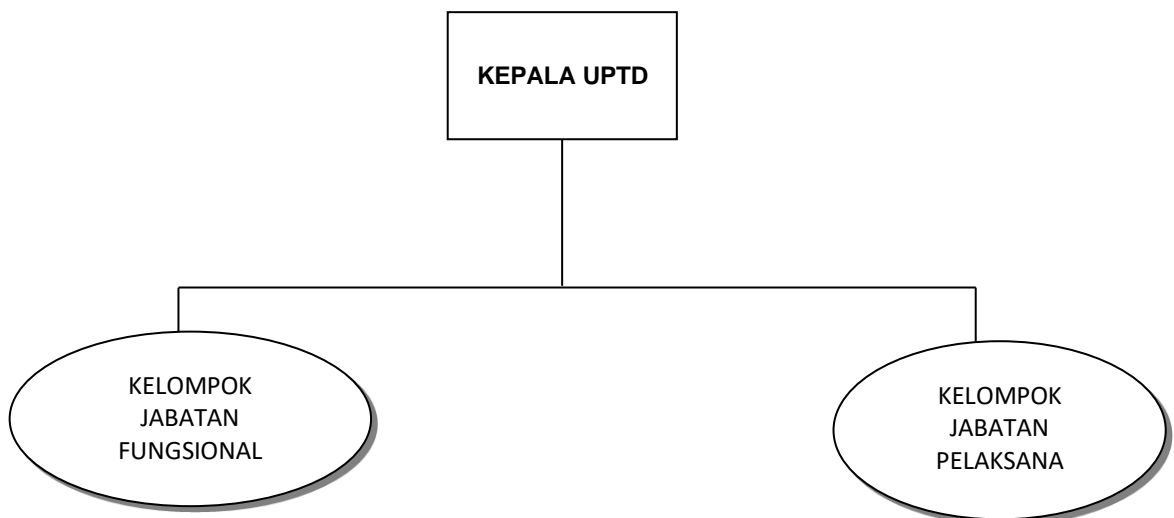 KEPALA UPTD
KELOMPOK
JABATAN
FUNGSIONAL
KELOMPOK
JABATAN
PELAKSANA